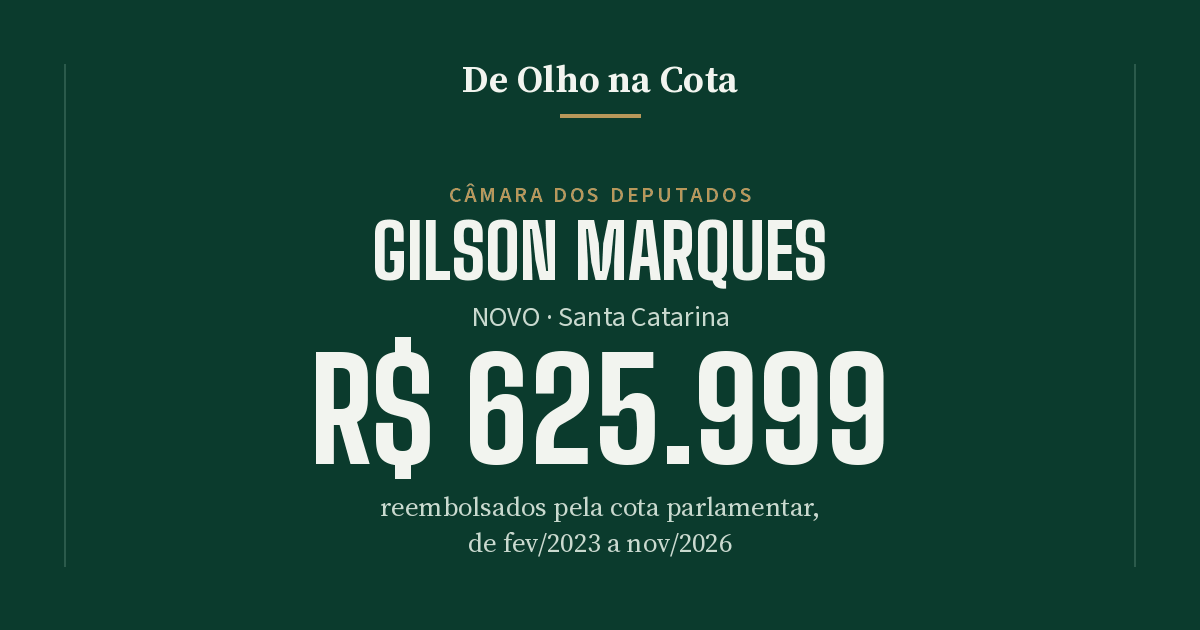 De Olho na Cota
CÂMARA DOS DEPUTADOS
GILSON MARQUES
NOVO · Santa Catarina
R$ 625.999
reembolsados pela cota parlamentar,
de fev/2023 a nov/2026